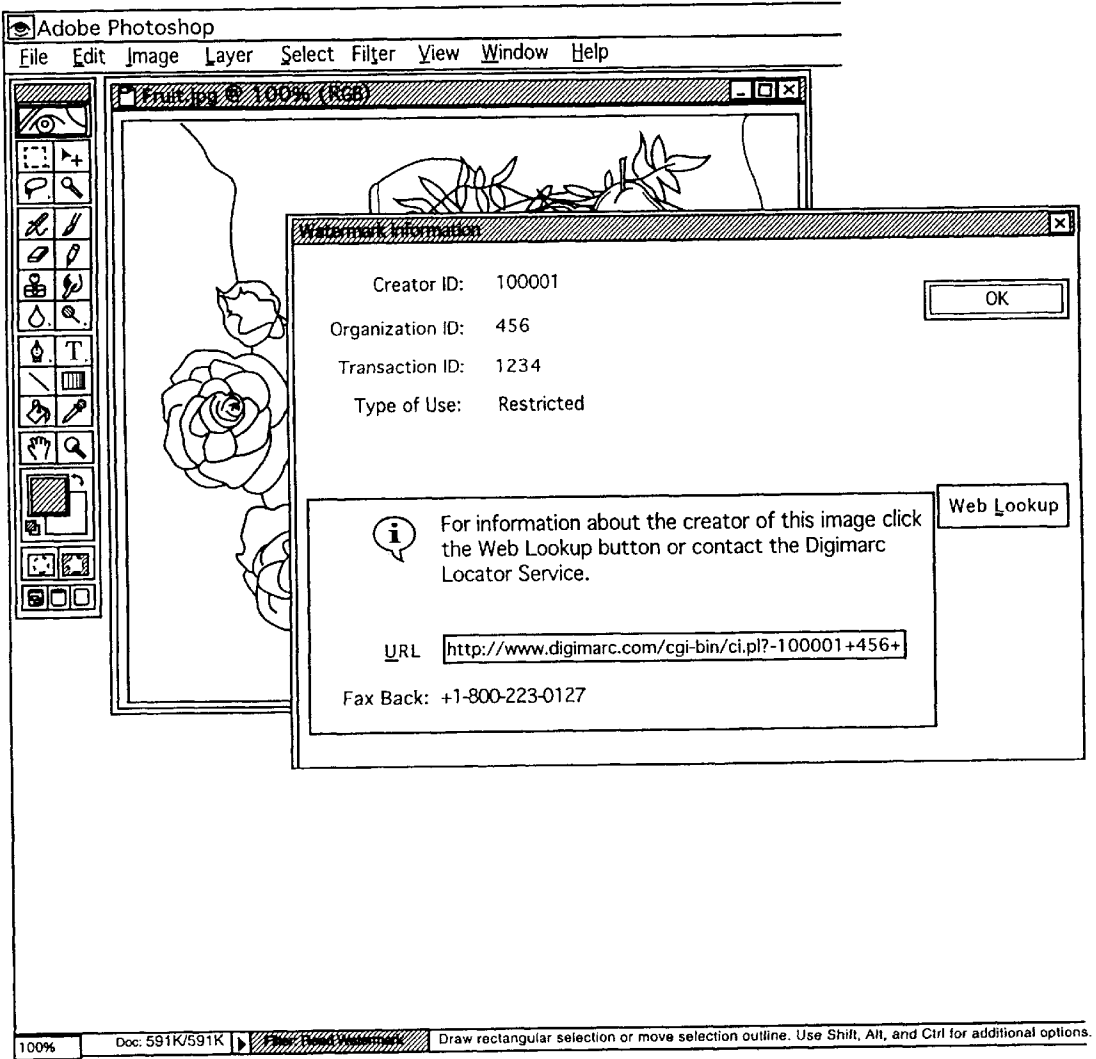 Adobe Photoshop
File Edit Image Layer Select Filter View Window Help
Fruit.jpg @ 100% (RGB)
Watermark Information
Creator ID: 100001
OK
Organization ID: 456
Transaction ID: 1234
Type of Use: Restricted
Web Lookup
For information about the creator of this image click
the Web Lookup button or contact the Digimarc
Locator Service.
URL http://www.digimarc.com/cgi-bin/ci.pl?-100001+456+
Fax Back: +1-800-223-0127
T
100% Doc: 591K/591K Filter: Read Watermark Draw rectangular selection or move selection outline. Use Shift, Alt, and Ctrl for additional options.